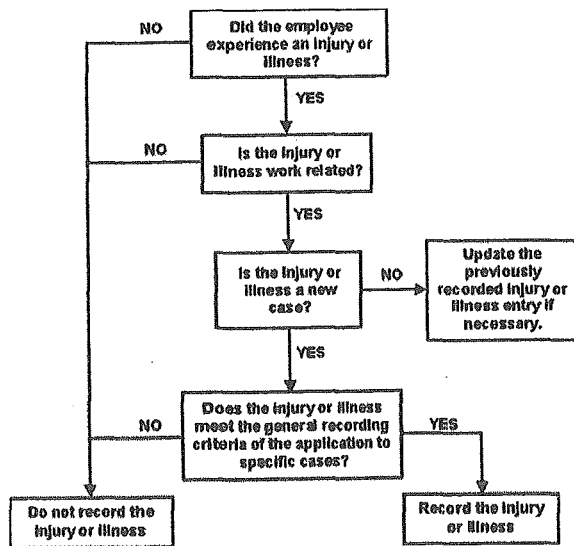 Did the employee
experience an injury or
illness?
NO
YES
Is the injury or
illness work related?
NO
YES
Is the injury or
illness a new
case?
NO
Update the
previously
recorded injury or
illness entry if
necessary.
YES
Does the injury or illness
meet the general recording
criteria of the application to
specific cases?
NO
YES
Do not record the
injury or illness
Record the injury
or illness